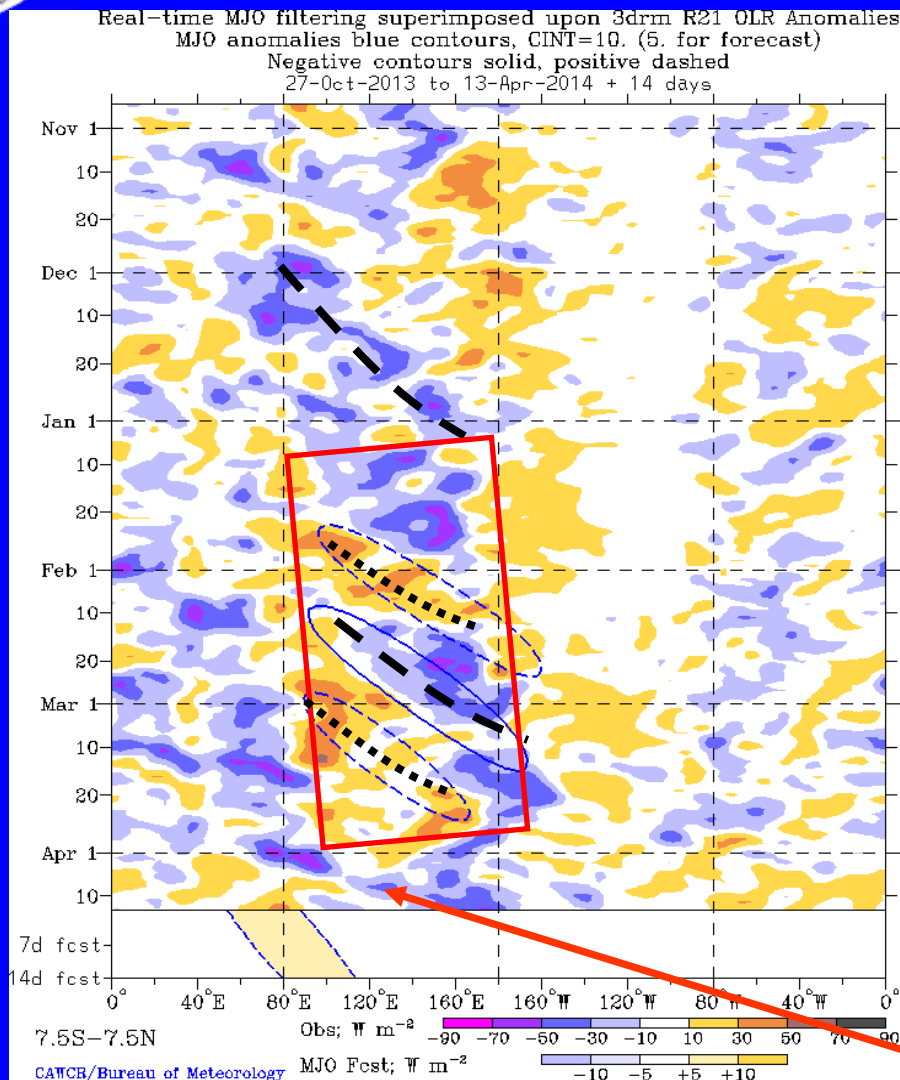 Real-time MJO filtering superimposed upon 3drm R21 OLR Anomalies
MJO anomalies blue contours, CINT=10. (5. for forecast)
Negative contours solid, positive dashed
27-Oct-2013 to 13-Apr-2014 + 14 days
Nov 1
10
20
Dec 1
10
20
Jan 1
10
20
Feb 1
10
20
Mar 1
10
20
Apr 1
10
7d fcst
14d fcst
0° 40°E 80°E 120°E 160°E 160°W 120°W 80°W 40°W 0°
7.5S-7.5N
Obs; W m-2
-90 -70 -50 -30 -10 10 30 50 70 90
CAWCR/Bureau of Meteorology
MJO Fcst; W m-2
-10 -5 +5 +10